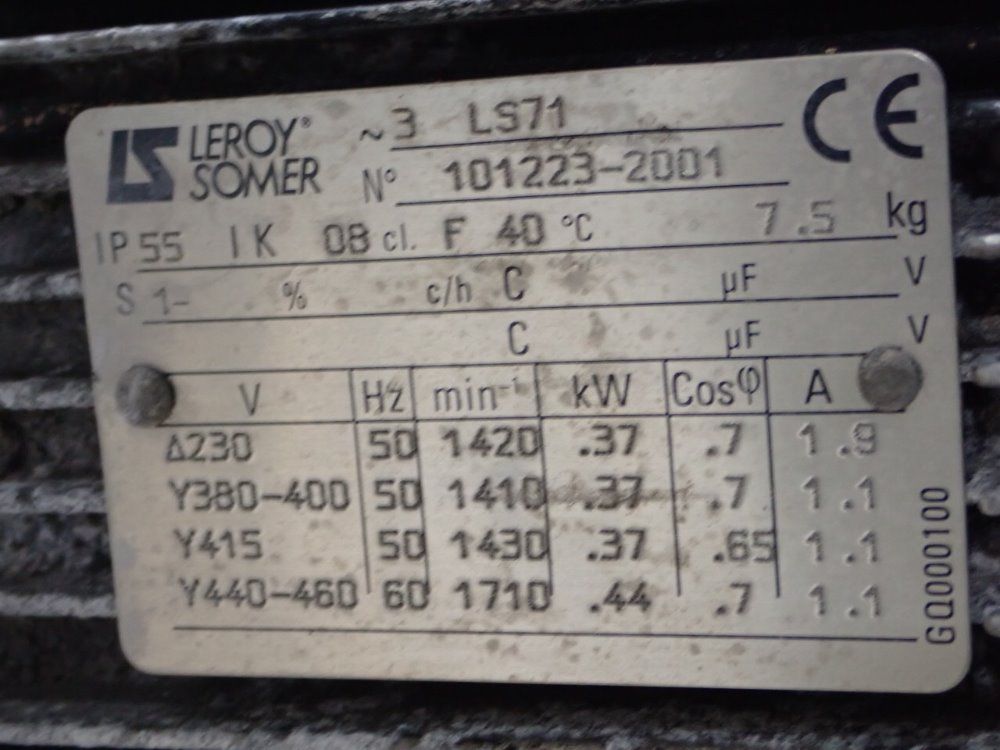 LS LEROY® SOMER
~3 LS71
N° 101223-2001
CE
IP 55 IK 08 cl. F 40 °C 7.5 kg
S 1- % c/h C µF V
C µF V
V Hz min⁻¹ kW Cosφ A
Δ230 50 1420 .37 .7 1.9
Y380-400 50 1410 .37 .7 1.1
Y415 50 1430 .37 .65 1.1
Y440-460 60 1710 .44 .7 1.1
GQ000100